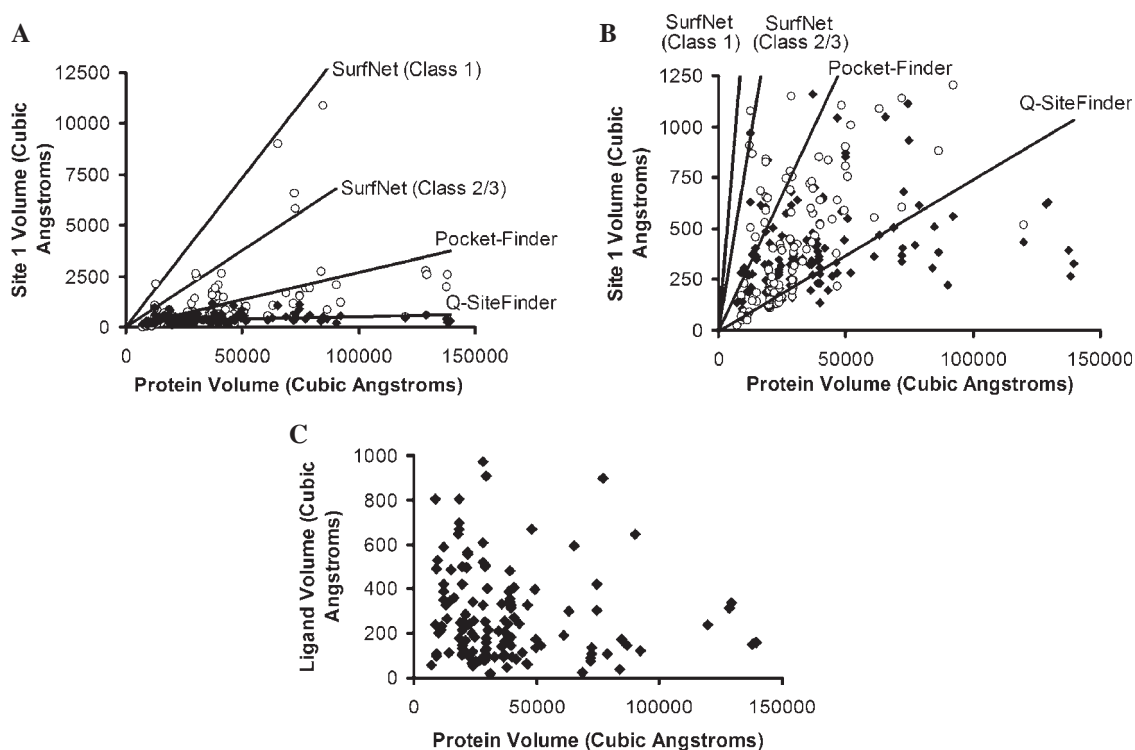 A
SurfNet (Class 1)
SurfNet (Class 2/3)
Pocket-Finder
Q-SiteFinder
12500
10000
7500
5000
2500
0
Site 1 Volume (Cubic
Angstroms)
0 50000 100000 150000
Protein Volume (Cubic Angstroms)
B
SurfNet
(Class 1)
SurfNet
(Class 2/3)
Pocket-Finder
Q-SiteFinder
1250
1000
750
500
250
0
Site 1 Volume (Cubic
Angstroms)
0 50000 100000 150000
Protein Volume (Cubic Angstroms)
C
1000
800
600
400
200
0
Ligand Volume (Cubic
Angstroms)
0 50000 100000 150000
Protein Volume (Cubic Angstroms)